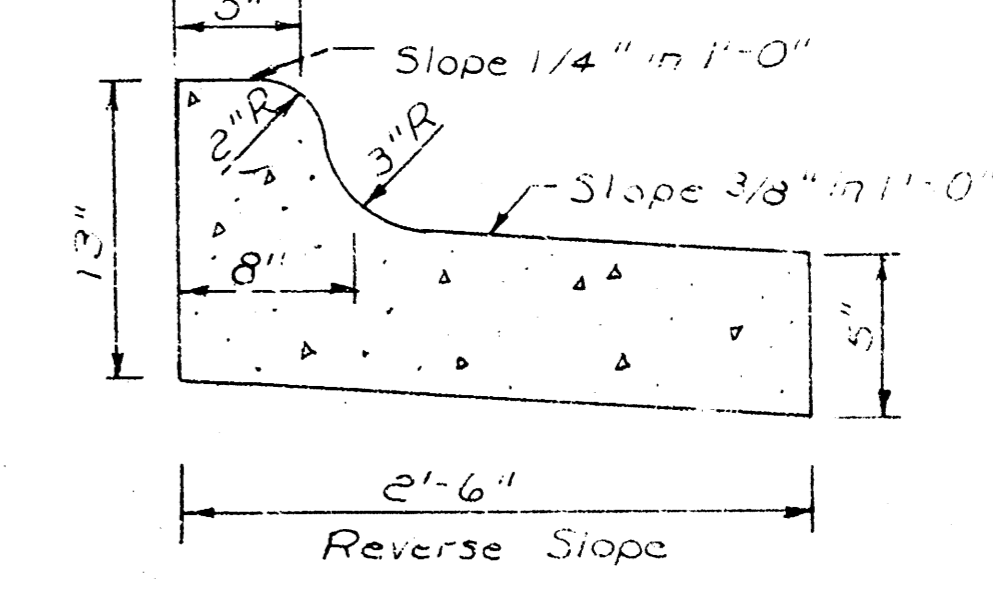 Slope 1/4" in 1'-0"
2"R
3"R
Slope 3/8" in 1'-0"
13"
8"
5"
2'-6"
Reverse Slope